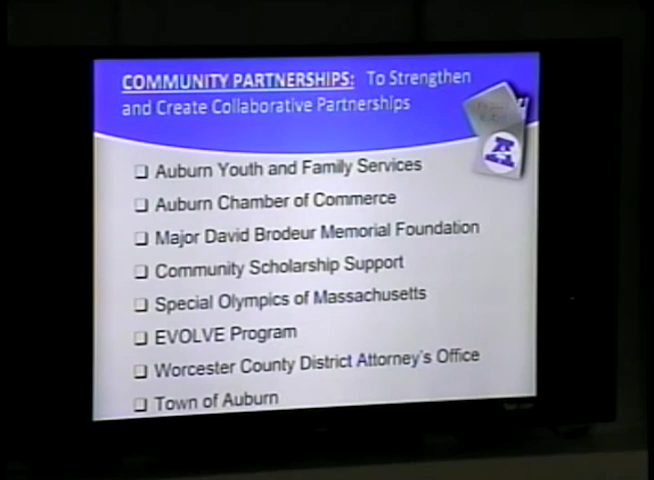 COMMUNITY PARTNERSHIPS: To Strengthen
and Create Collaborative Partnerships
Auburn Youth and Family Services
Auburn Chamber of Commerce
Major David Brodeur Memorial Foundation
Community Scholarship Support
Special Olympics of Massachusetts
EVOLVE Program
Worcester County District Attorney's Office
Town of Auburn